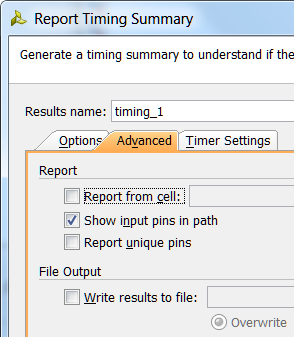 Report Timing Summary
Generate a timing summary to understand if the
Results name: timing_1
Options Advanced Timer Settings
Report
Report from cell:
Show input pins in path
Report unique pins
File Output
Write results to file:
Overwrite